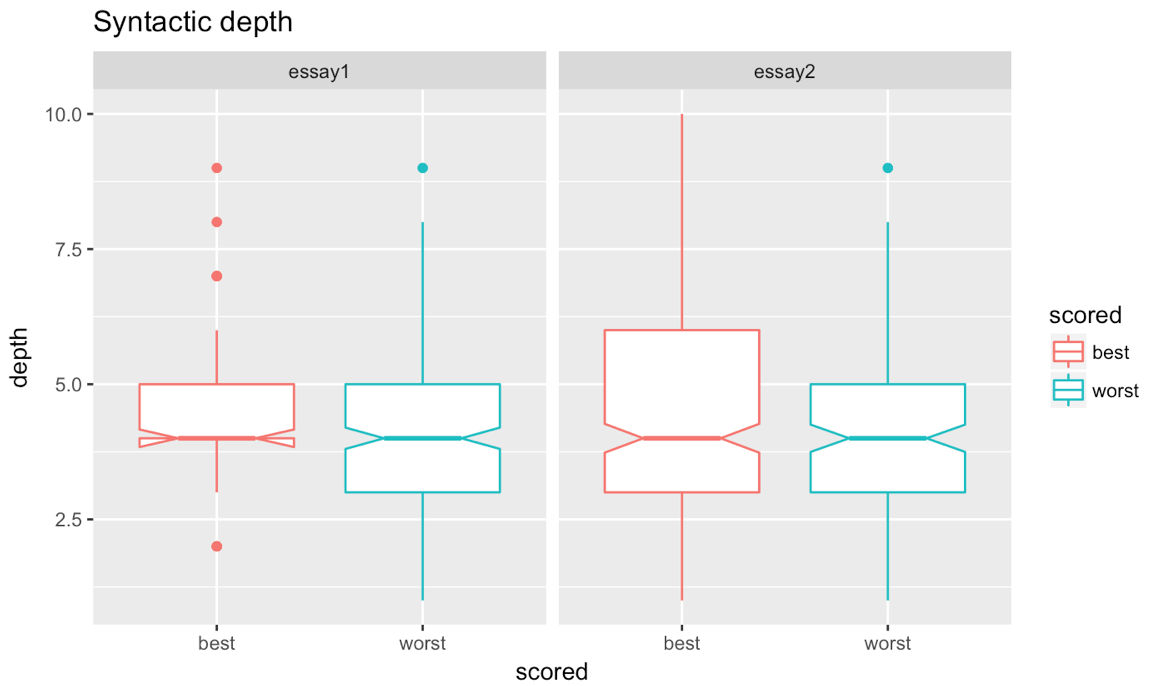 Syntactic depth
essay1 essay2
10.0
7.5
5.0
2.5
depth
best worst best worst
scored
scored
best
worst